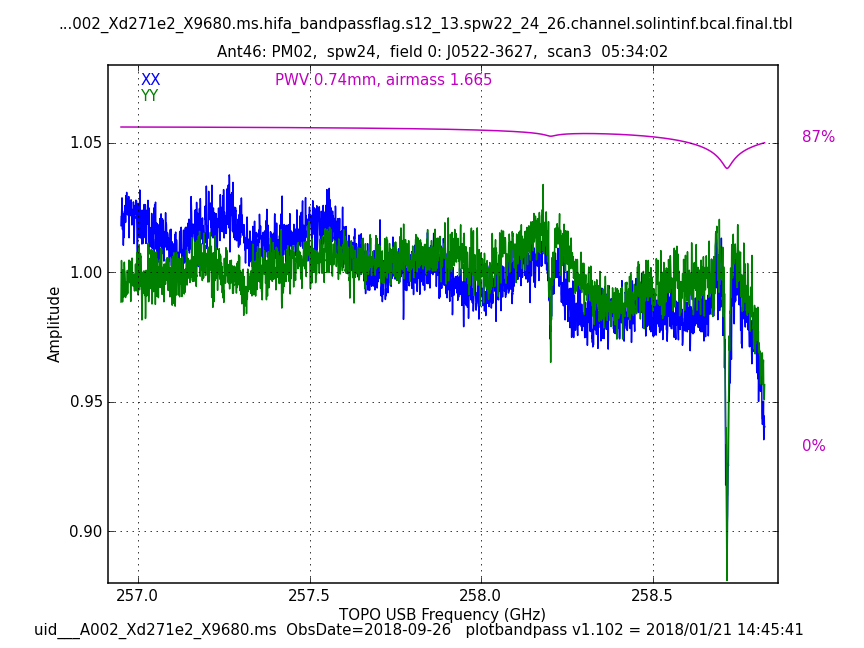 ...002_Xd271e2_X9680.ms.hifa_bandpassflag.s12_13.spw22_24_26.channel.solintinf.bcal.final.tbl
Ant46: PM02, spw24, field 0: J0522-3627, scan3 05:34:02
XX
YY
PWV 0.74mm, airmass 1.665
87%
0%
1.05
1.00
0.95
0.90
Amplitude
257.0 257.5 258.0 258.5
TOPO USB Frequency (GHz)
uid___A002_Xd271e2_X9680.ms ObsDate=2018-09-26 plotbandpass v1.102 = 2018/01/21 14:45:41